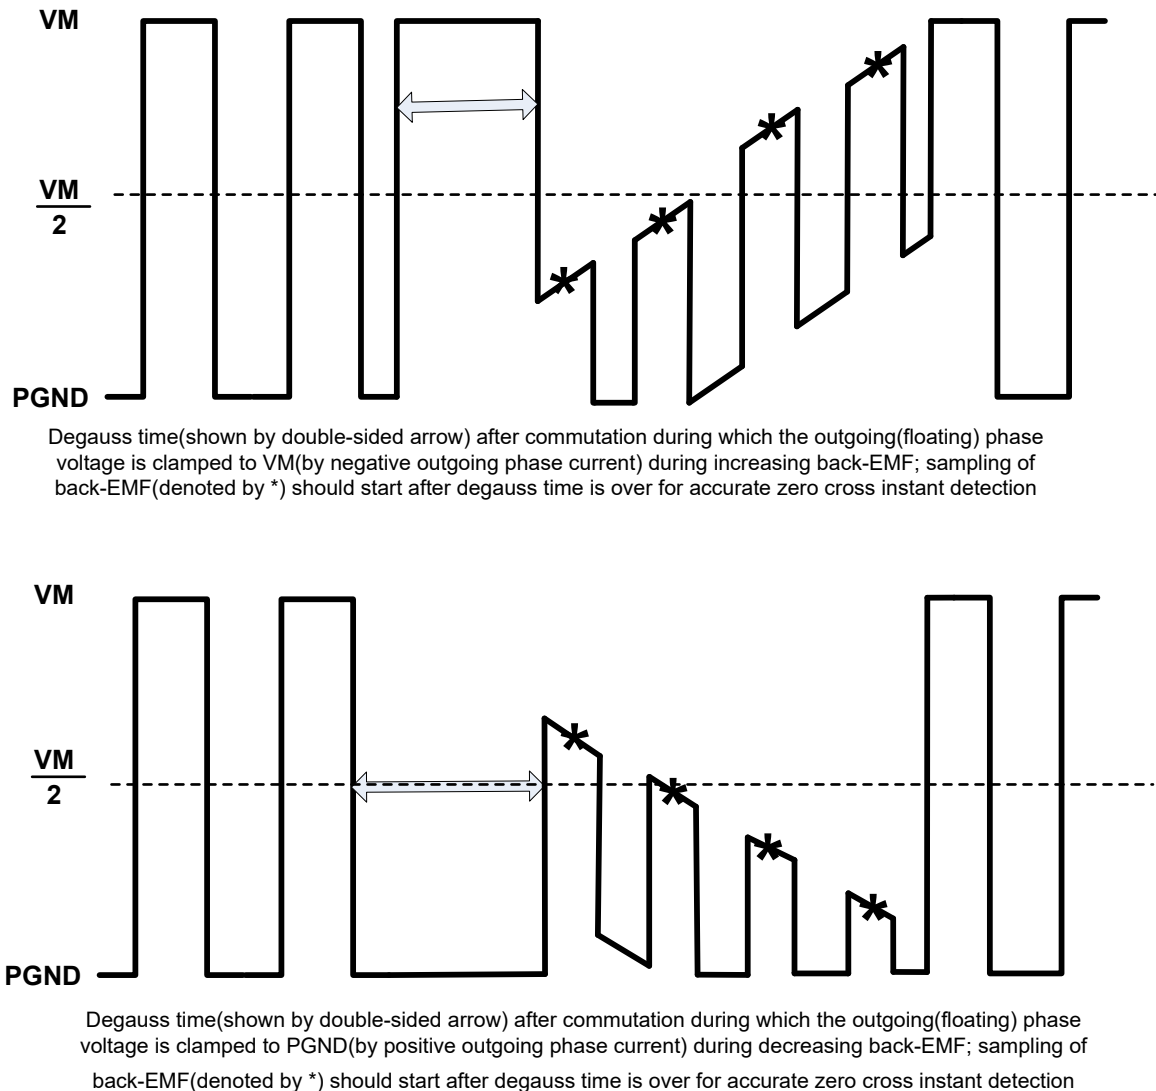 VM
VM
2
PGND
Degauss time(shown by double-sided arrow) after commutation during which the outgoing(floating) phase
voltage is clamped to VM(by negative outgoing phase current) during increasing back-EMF; sampling of
back-EMF(denoted by *) should start after degauss time is over for accurate zero cross instant detection
VM
VM
2
PGND
Degauss time(shown by double-sided arrow) after commutation during which the outgoing(floating) phase
voltage is clamped to PGND(by positive outgoing phase current) during decreasing back-EMF; sampling of
back-EMF(denoted by *) should start after degauss time is over for accurate zero cross instant detection